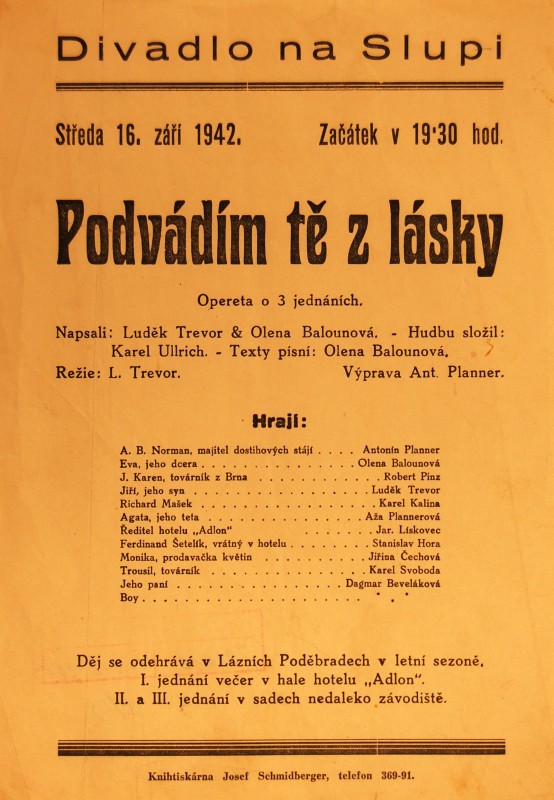 Divadlo na Slupi
Středa 16. září 1942. Začátek v 19·30 hod.
Podvádím tě z lásky
Opereta o 3 jednáních.
Napsali: Luděk Trevor & Olena Balounová. - Hudbu složil:
Karel Ullrich. - Texty písní: Olena Balounová.
Režie: L. Trevor. Výprava Ant. Planner.
Hrají:
A. B. Norman, majitel dostihových stájí . . . . Antonín Planner
Eva, jeho dcera . . . . . . . . . . . . . . Olena Balounová
J. Karen, továrník z Brna . . . . . . . . . . . Robert Pinz
Jiří, jeho syn . . . . . . . . . . . . . . . . . Luděk Trevor
Richard Mašek . . . . . . . . . . . . . . . . . Karel Kalina
Agata, jeho teta . . . . . . . . . . . . . . Aža Plannerová
Ředitel hotelu „Adlon" . . . . . . . . . . . . Jar. Lískovec
Ferdinand Šetelík, vrátný v hotelu . . . . . . . Stanislav Hora
Monika, prodavačka květin . . . . . . . . . Jiřina Čechová
Trousil, továrník . . . . . . . . . . . . . . . Karel Svoboda
Jeho paní . . . . . . . . . . . . . . . Dagmar Beveláková
Boy . . . . . . . . . . . . . . . . . . . . * * *
Děj se odehrává v Lázních Poděbradech v letní sezoně.
I. jednání večer v hale hotelu „Adlon".
II. a III. jednání v sadech nedaleko závodiště.
Knihtiskárna Josef Schmidberger, telefon 369-91.